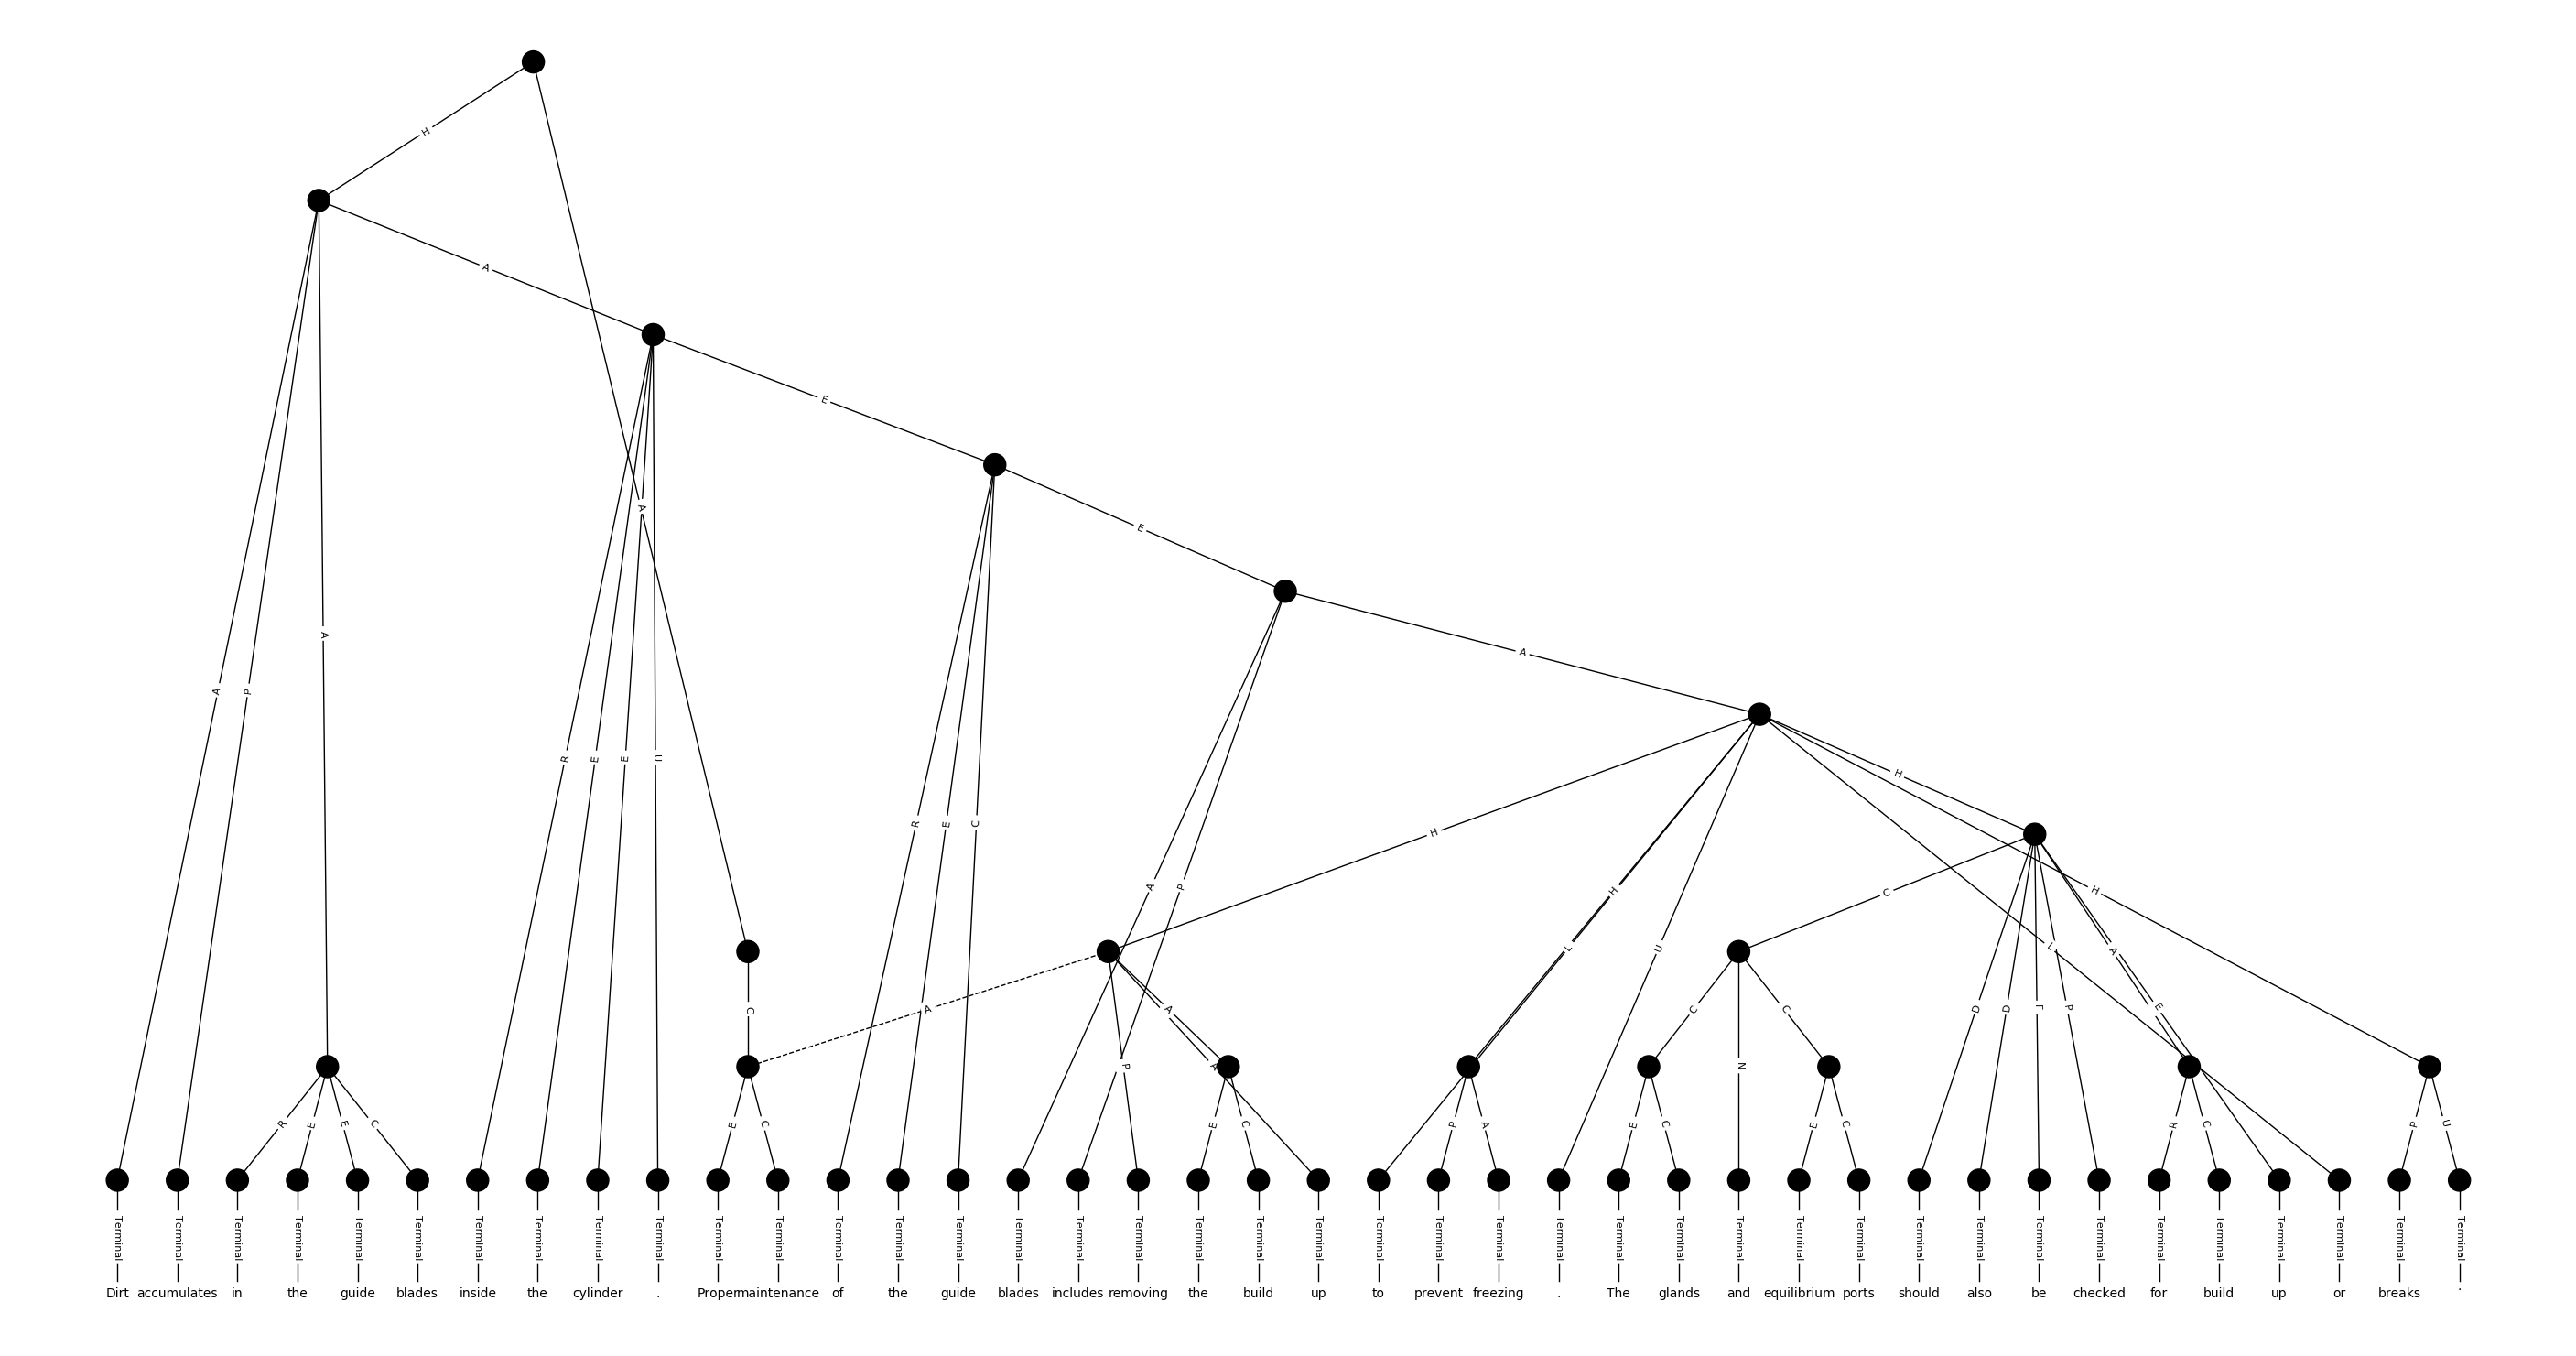 H
A
E
A
E
A
A P
A
R E E U
H
H
R E C
A P
H
H
L U
C
L
A
C
A
A
C C
D D F P
E
P
A
N
R E E C
E C
E C
P A
E C
E C
R C
P U
Terminal Terminal Terminal Terminal Terminal Terminal Terminal Terminal Terminal Terminal Terminal Terminal Terminal Terminal Terminal Terminal Terminal Terminal Terminal Terminal Terminal Terminal Terminal Terminal Terminal Terminal Terminal Terminal Terminal Terminal Terminal Terminal Terminal Terminal Terminal Terminal Terminal Terminal Terminal Terminal
Dirt accumulates in the guide blades inside the cylinder . Proper maintenance of the guide blades includes removing the build up to prevent freezing . The glands and equilibrium ports should also be checked for build up or breaks .